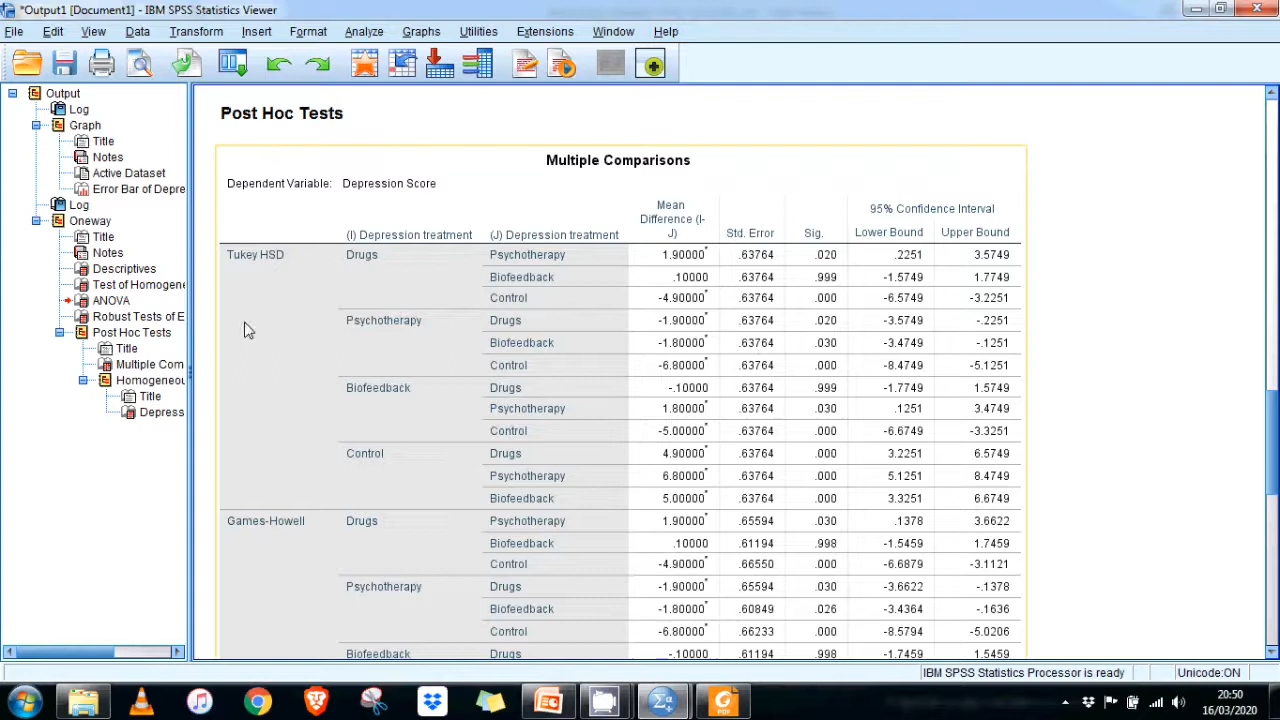 *Output1 [Document1] - IBM SPSS Statistics Viewer
File Edit View Data Transform Insert Format Analyze Graphs Utilities Extensions Window Help
Output
Log
Graph
Title
Notes
Active Dataset
Error Bar of Depre
Log
Oneway
Title
Notes
Descriptives
Test of Homogene
ANOVA
Robust Tests of E
Post Hoc Tests
Title
Multiple Com
Homogeneou
Title
Depress
Post Hoc Tests
Multiple Comparisons
Dependent Variable: Depression Score
(I) Depression treatment (J) Depression treatment Mean Difference (I-J) Std. Error Sig. 95% Confidence Interval Lower Bound Upper Bound
Tukey HSD Drugs Psychotherapy 1.90000* .63764 .020 .2251 3.5749
Biofeedback .10000 .63764 .999 -1.5749 1.7749
Control -4.90000* .63764 .000 -6.5749 -3.2251
Psychotherapy Drugs -1.90000* .63764 .020 -3.5749 -.2251
Biofeedback -1.80000* .63764 .030 -3.4749 -.1251
Control -6.80000* .63764 .000 -8.4749 -5.1251
Biofeedback Drugs -.10000 .63764 .999 -1.7749 1.5749
Psychotherapy 1.80000* .63764 .030 .1251 3.4749
Control -5.00000* .63764 .000 -6.6749 -3.3251
Control Drugs 4.90000* .63764 .000 3.2251 6.5749
Psychotherapy 6.80000* .63764 .000 5.1251 8.4749
Biofeedback 5.00000* .63764 .000 3.3251 6.6749
Games-Howell Drugs Psychotherapy 1.90000* .65594 .030 .1378 3.6622
Biofeedback .10000 .61194 .998 -1.5459 1.7459
Control -4.90000* .66550 .000 -6.6879 -3.1121
Psychotherapy Drugs -1.90000* .65594 .030 -3.6622 -.1378
Biofeedback -1.80000* .60849 .026 -3.4364 -.1636
Control -6.80000* .66233 .000 -8.5794 -5.0206
Biofeedback Drugs -.10000 .61194 .998 -1.7459 1.5459
IBM SPSS Statistics Processor is ready Unicode:ON
PDF
20:50
16/03/2020